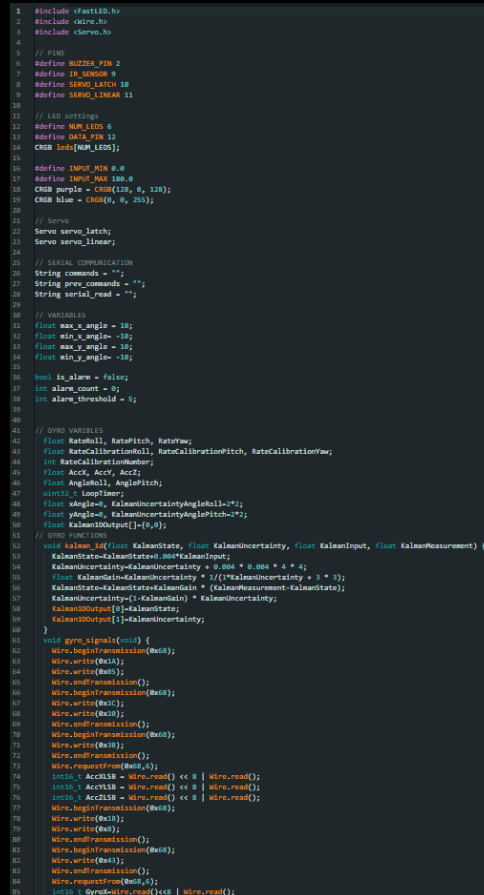 1 #include <FastLED.h>
2 #include <Wire.h>
3 #include <Servo.h>
4
5 // PINS
6 #define BUZZER_PIN 2
7 #define IR_SENSOR 9
8 #define SERVO_LATCH 10
9 #define SERVO_LINEAR 11
10
11 // LED settings
12 #define NUM_LEDS 6
13 #define DATA_PIN 12
14 CRGB leds[NUM_LEDS];
15
16 #define INPUT_MIN 0.0
17 #define INPUT_MAX 180.0
18 CRGB purple = CRGB(128, 0, 128);
19 CRGB blue = CRGB(0, 0, 255);
20
21 // Servo
22 Servo servo_latch;
23 Servo servo_linear;
24
25 // SERIAL COMMUNICATION
26 String commands = "";
27 String prev_commands = "";
28 String serial_read = "";
29
30 // VARIABLES
31 float max_x_angle = 10;
32 float min_x_angle= -10;
33 float max_y_angle = 10;
34 float min_y_angle= -10;
35
36 bool is_alarm = false;
37 int alarm_count = 0;
38 int alarm_threshold = 5;
39
40
41 // GYRO VARIBLES
42 float RateRoll, RatePitch, RateYaw;
43 float RateCalibrationRoll, RateCalibrationPitch, RateCalibrationYaw;
44 int RateCalibrationNumber;
45 float AccX, AccY, AccZ;
46 float AngleRoll, AnglePitch;
47 uint32_t LoopTimer;
48 float xAngle=0, KalmanUncertaintyAngleRoll=2*2;
49 float yAngle=0, KalmanUncertaintyAnglePitch=2*2;
50 float Kalman1DOutput[]={0,0};
51 // GYRO FUNCTIONS
52 void kalman_1d(float KalmanState, float KalmanUncertainty, float KalmanInput, float KalmanMeasurement) {
53 KalmanState=KalmanState+0.004*KalmanInput;
54 KalmanUncertainty=KalmanUncertainty + 0.004 * 0.004 * 4 * 4;
55 float KalmanGain=KalmanUncertainty * 1/(1*KalmanUncertainty + 3 * 3);
56 KalmanState=KalmanState+KalmanGain * (KalmanMeasurement-KalmanState);
57 KalmanUncertainty=(1-KalmanGain) * KalmanUncertainty;
58 Kalman1DOutput[0]=KalmanState;
59 Kalman1DOutput[1]=KalmanUncertainty;
60 }
61 void gyro_signals(void) {
62 Wire.beginTransmission(0x68);
63 Wire.write(0x1A);
64 Wire.write(0x05);
65 Wire.endTransmission();
66 Wire.beginTransmission(0x68);
67 Wire.write(0x1C);
68 Wire.write(0x10);
69 Wire.endTransmission();
70 Wire.beginTransmission(0x68);
71 Wire.write(0x3B);
72 Wire.endTransmission();
73 Wire.requestFrom(0x68,6);
74 int16_t AccXLSB = Wire.read() << 8 | Wire.read();
75 int16_t AccYLSB = Wire.read() << 8 | Wire.read();
76 int16_t AccZLSB = Wire.read() << 8 | Wire.read();
77 Wire.beginTransmission(0x68);
78 Wire.write(0x1B);
79 Wire.write(0x8);
80 Wire.endTransmission();
81 Wire.beginTransmission(0x68);
82 Wire.write(0x43);
83 Wire.endTransmission();
84 Wire.requestFrom(0x68,6);
85 int16_t GyroX=Wire.read()<<8 | Wire.read();